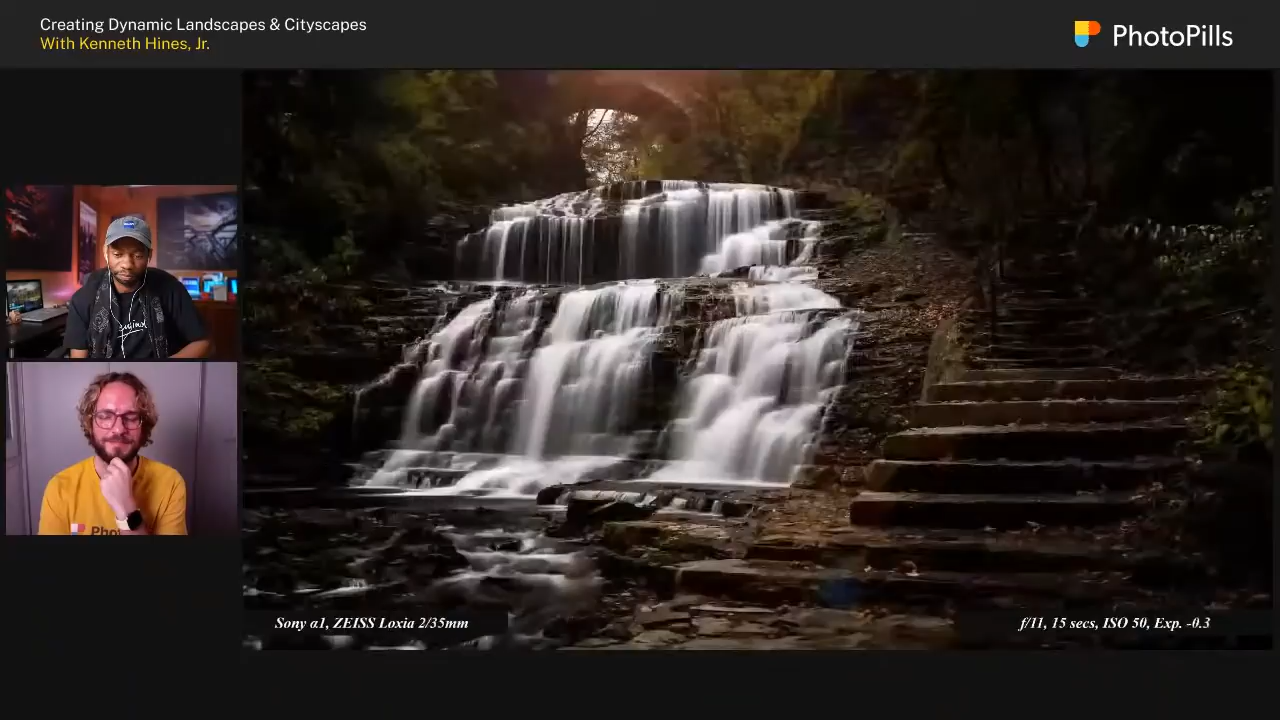 Creating Dynamic Landscapes & Cityscapes
With Kenneth Hines, Jr.
PhotoPills
Sony α1, ZEISS Loxia 2/35mm
f/11, 15 secs, ISO 50, Exp. -0.3